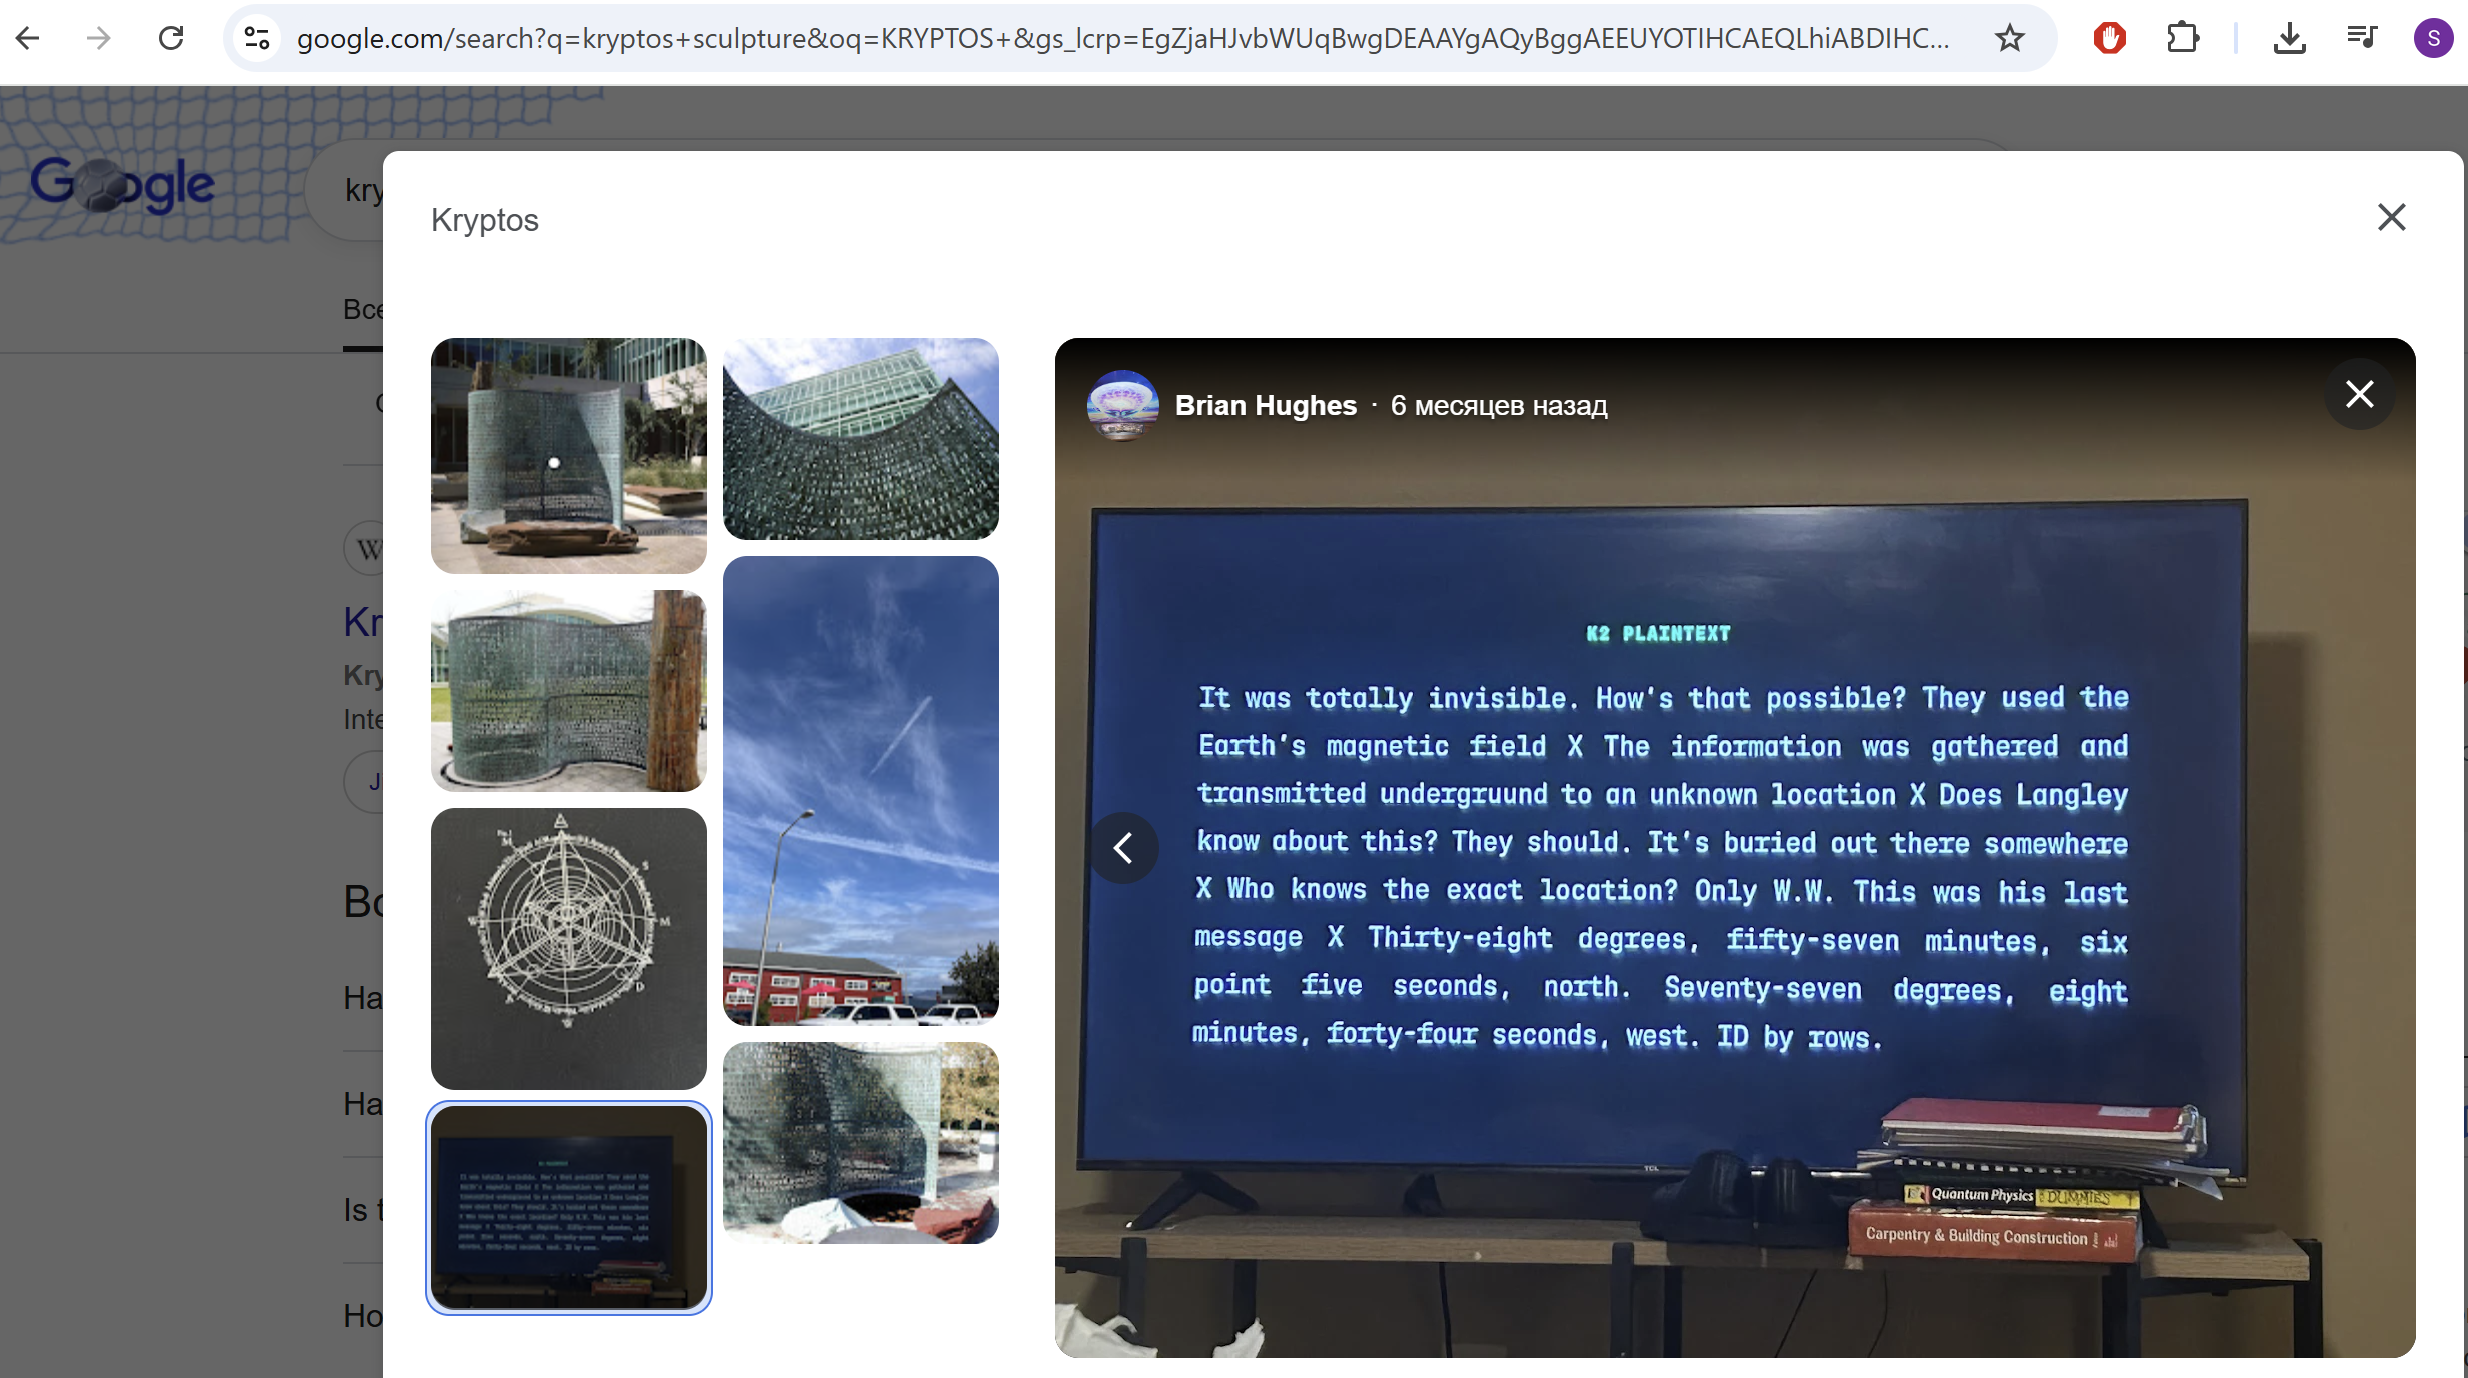 google.com/search?q=kryptos+sculpture&oq=KRYPTOS+&gs_lcrp=EgZjaHJvbWUqBwgDEAAYgAQyBggAEEUYOTIHCAEQLhiABDIHC...
S
Google
kry
Все
Kryptos
Brian Hughes · 6 месяцев назад
W
Kr
Kry
Inte
J
Во
На
На
Is t
Но
K2 PLAINTEXT
It was totally invisible. How's that possible? They used the
Earth's magnetic field X The information was gathered and
transmitted undergruund to an unknown location X Does Langley
know about this? They should. It's buried out there somewhere
X Who knows the exact location? Only W.W. This was his last
message X Thirty-eight degrees, fifty-seven minutes, six
point five seconds, north. Seventy-seven degrees, eight
minutes, forty-four seconds, west. ID by rows.
TCL
Quantum Physics DUMMIES
Carpentry & Building Construction